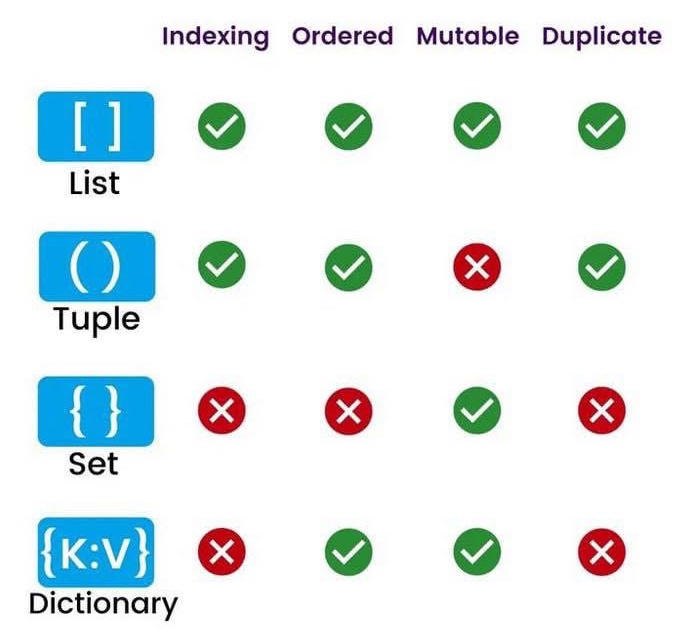 Indexing Ordered Mutable Duplicate
[ ]
List
( )
Tuple
{ }
Set
{K:V}
Dictionary